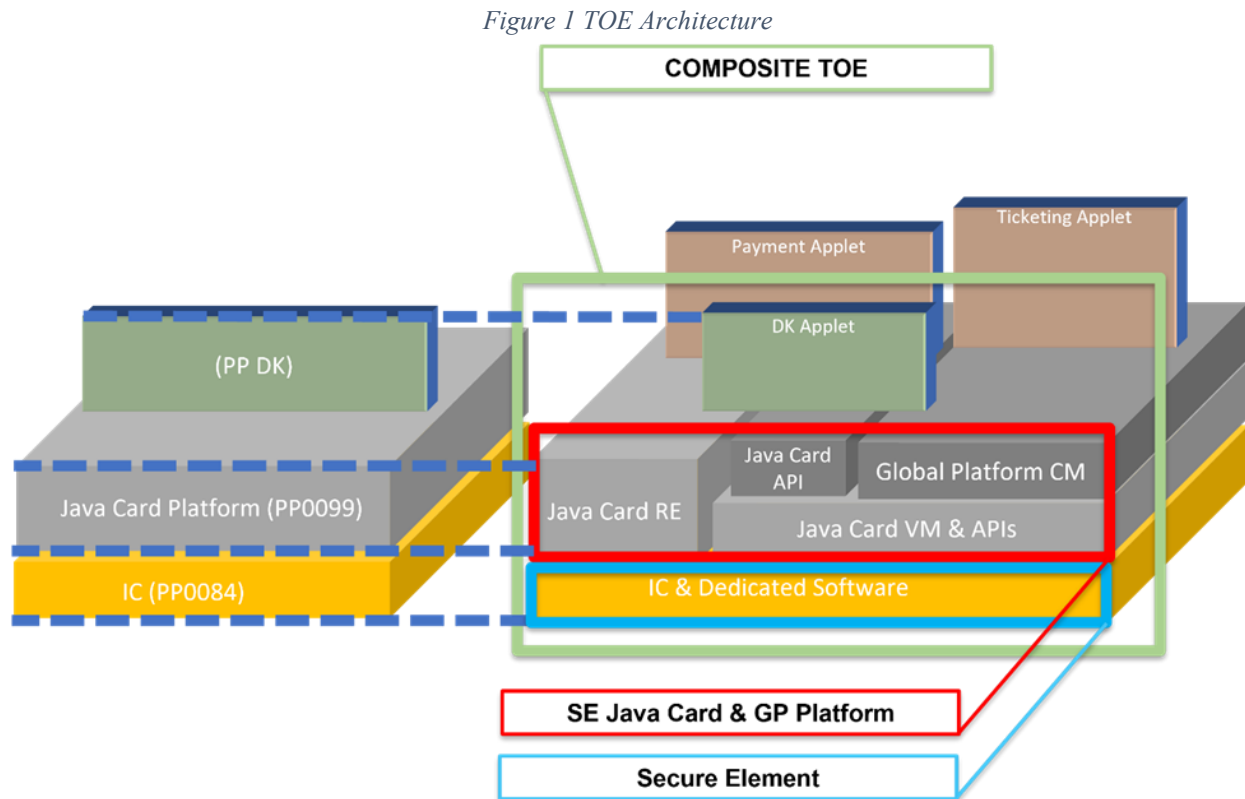 Figure 1 TOE Architecture
COMPOSITE TOE
Ticketing Applet
Payment Applet
DK Applet
(PP DK)
Java Card
API
Global Platform CM
Java Card RE
Java Card Platform (PP0099)
Java Card VM & APIs
IC (PP0084)
IC & Dedicated Software
SE Java Card & GP Platform
Secure Element